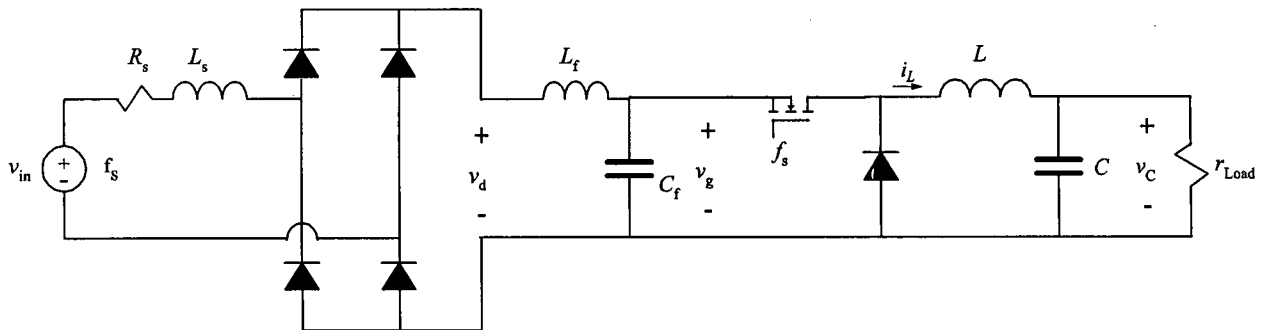 R_s
L_s
v_in
+
-
f_S
+
v_d
-
L_f
C_f
+
v_g
-
f_s
i_L
L
C
+
v_C
-
r_Load